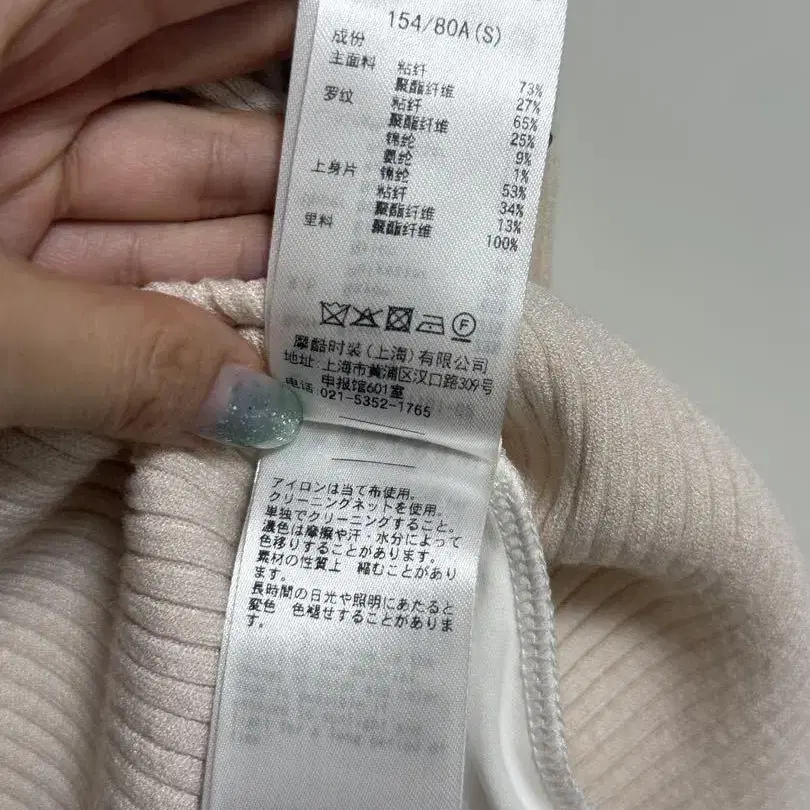 154/80A(S)
成份
主面料 粘纤 73%
聚酯纤维 27%
罗纹 粘纤 65%
聚酯纤维 25%
锦纶 9%
氨纶 1%
上身片 锦纶 53%
粘纤 34%
聚酯纤维 13%
里料 聚酯纤维 100%
F
摩酷时装(上海)有限公司
地址:上海市黄浦区汉口路309号
申报馆601室
电话:021-5352-1765
アイロンは当て布使用。
クリーニングネットを使用。
単独でクリーニングすること。
濃色は摩擦や汗・水分によって
色移りすることがあります。
素材の性質上 縮むことがあり
ます。
長時間の日光や照明にあたると
変色 色褪せすることがありま
す。